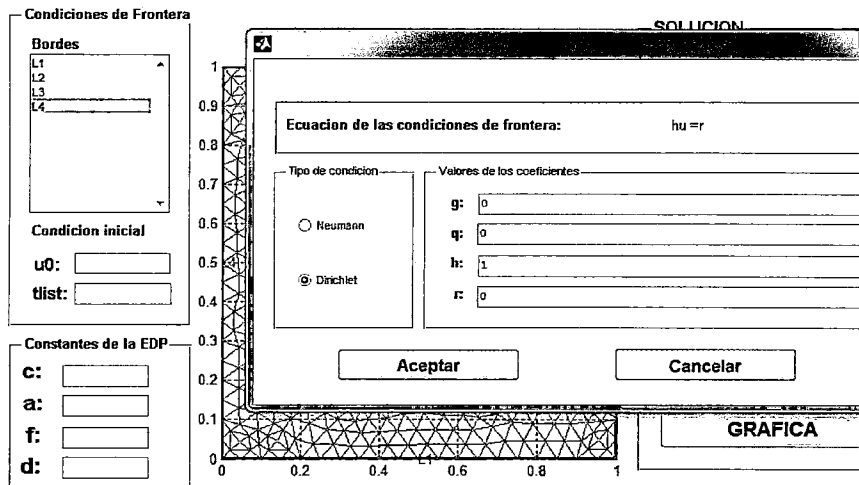 Condiciones de Frontera
Bordes
L1
L2
L3
L4
Condicion inicial
u0:
tlist:
Constantes de la EDP
c:
a:
f:
d:
SOLUCION
1
0.9
0.8
0.7
0.6
0.5
0.4
0.3
0.2
0.1
0
0
0.2
0.4
L1
0.6
0.8
1
Ecuacion de las condiciones de frontera:
hu =r
Tipo de condicion
Neumann
Dirichlet
Valores de los coeficientes
g: 0
q: 0
h: 1
r: 0
Aceptar
Cancelar
GRAFICA